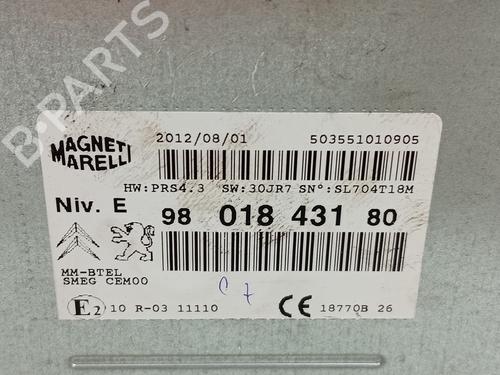 B-PARTS
MAGNETI MARELLI
2012/08/01 503551010905
HW:PRS4.3 SW:30JR7 SN°:SL704T18M
Niv. E 98 018 431 80
MM-BTEL
SMEG CEM00
C 7
E2 10 R-03 11110 CE 18770B 26